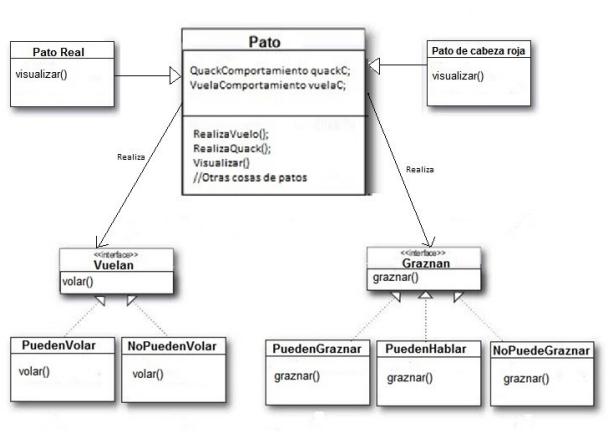 Pato Real
visualizar()
Pato
QuackComportamiento quackC;
VuelaComportamiento vuelaC;
RealizaVuelo();
RealizaQuack();
Visualizar()
//Otras cosas de patos
Pato de cabeza roja
visualizar()
Realiza
Realiza
<<interface>>
Vuelan
volar()
<<interface>>
Graznan
graznar()
PuedenVolar
volar()
NoPuedenVolar
volar()
PuedenGraznar
graznar()
PuedenHablar
graznar()
NoPuedeGraznar
graznar()